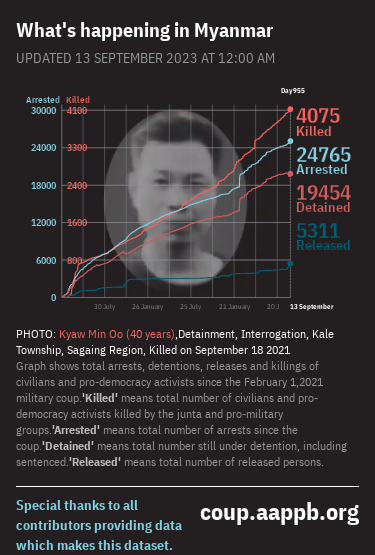 What's happening in Myanmar
UPDATED 13 SEPTEMBER 2023 AT 12:00 AM
Day955
Arrested Killed
30000 4100
24000 3300
18000 2400
12000 1600
6000 800
0
4075
Killed
24765
Arrested
19454
Detained
5311
Released
30 July 26 January 25 July 21 January 20 J 13 September
PHOTO: Kyaw Min Oo (40 years),Detainment, Interrogation, Kale
Township, Sagaing Region, Killed on September 18 2021
Graph shows total arrests, detentions, releases and killings of
civilians and pro-democracy activists since the February 1,2021
military coup.'Killed' means total number of civilians and pro-
democracy activists killed by the junta and pro-military
groups.'Arrested' means total number of arrests since the
coup.'Detained' means total number still under detention, including
sentenced.'Released' means total number of released persons.
Special thanks to all
contributors providing data
which makes this dataset.
coup.aappb.org